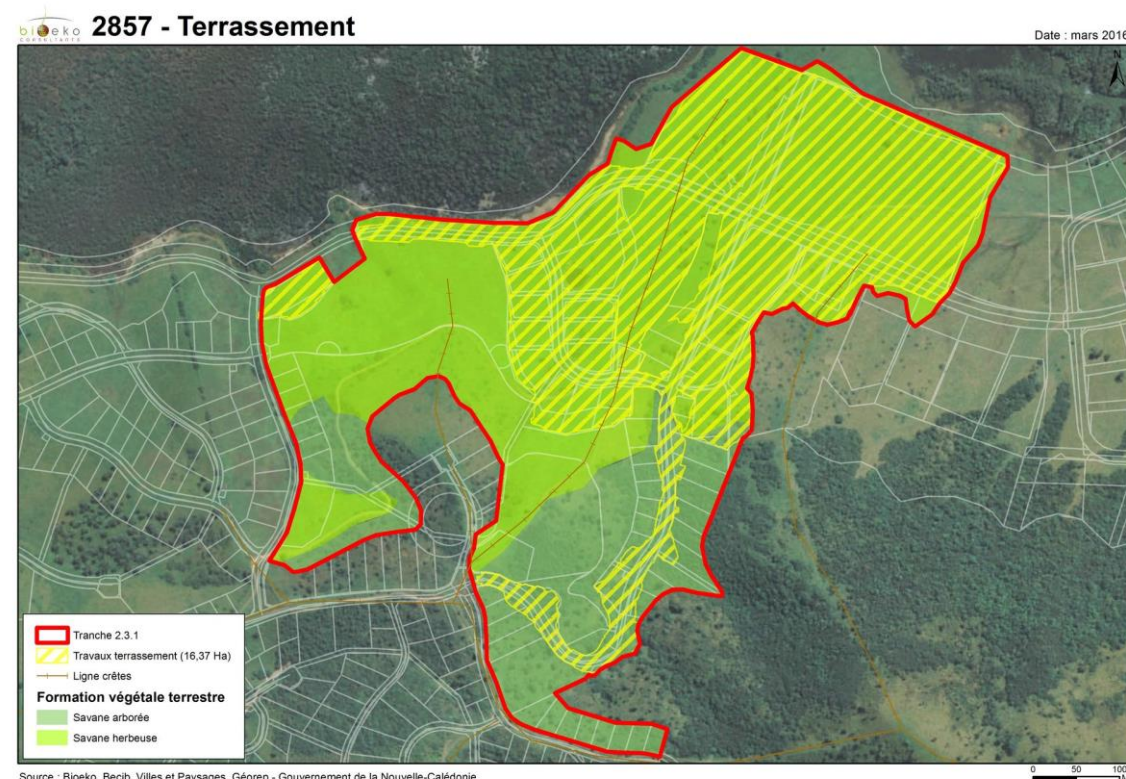 bioeko
CONSULTANTS
2857 - Terrassement
Date : mars 2016
N
Tranche 2.3.1
Travaux terrassement (16,37 Ha)
Ligne crêtes
Formation végétale terrestre
Savane arborée
Savane herbeuse
Source : Bioeko, Becib, Villes et Paysages, Géorep - Gouvernement de la Nouvelle-Calédonie
0 50 100